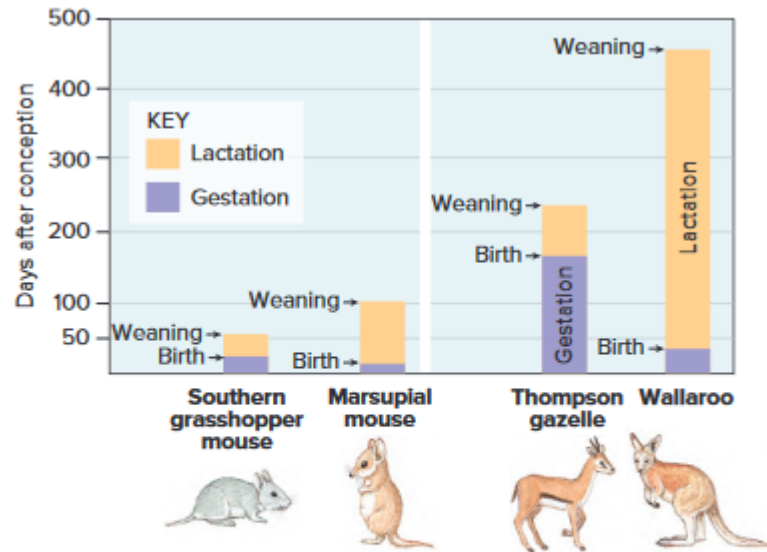 500
400
300
200
100
50
Days after conception
KEY
Lactation
Gestation
Weaning
Birth
Weaning
Birth
Weaning
Birth
Gestation
Weaning
Lactation
Birth
Southern
grasshopper
mouse
Marsupial
mouse
Thompson
gazelle
Wallaroo